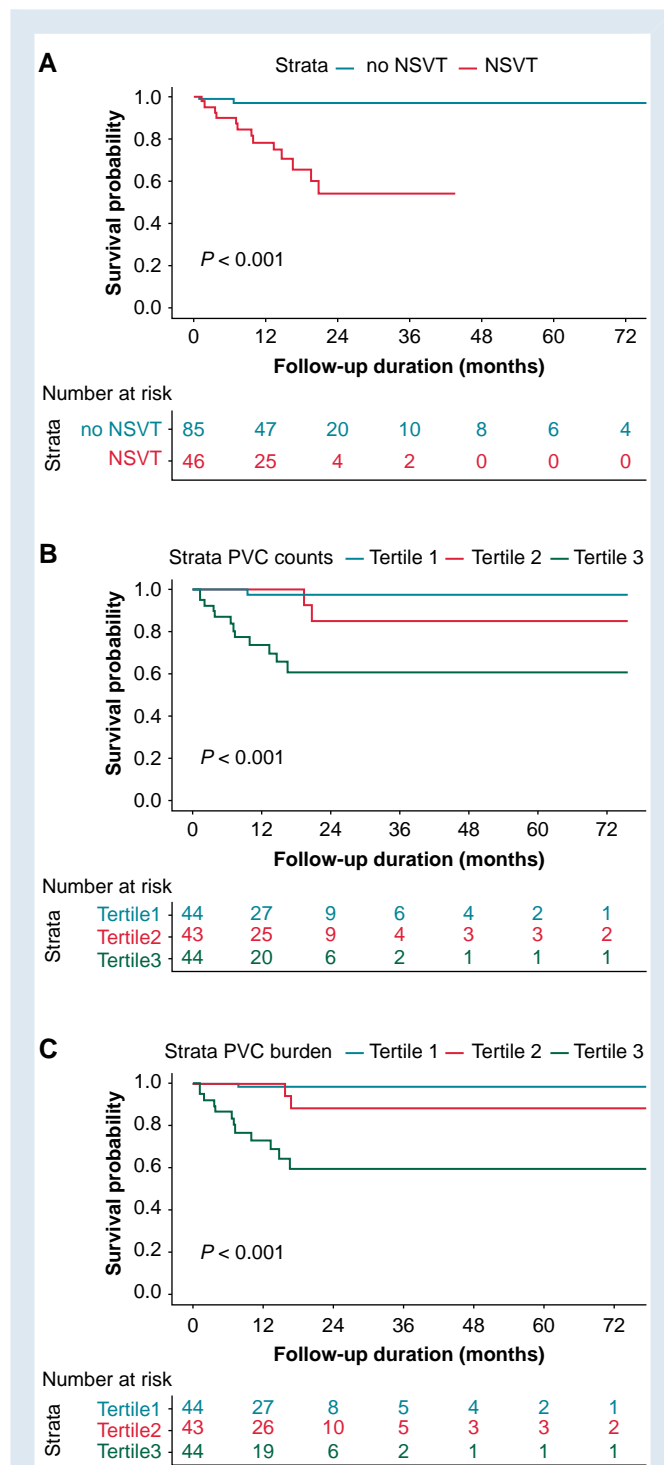 A
Strata no NSVT NSVT
Survival probability
1.0
0.8
0.6
0.4
0.2
0.0
P < 0.001
0 12 24 36 48 60 72
Follow-up duration (months)
Number at risk
Strata
no NSVT 85 47 20 10 8 6 4
NSVT 46 25 4 2 0 0 0
B
Strata PVC counts Tertile 1 Tertile 2 Tertile 3
Survival probability
1.0
0.8
0.6
0.4
0.2
0.0
P < 0.001
0 12 24 36 48 60 72
Follow-up duration (months)
Number at risk
Strata
Tertile1 44 27 9 6 4 2 1
Tertile2 43 25 9 4 3 3 2
Tertile3 44 20 6 2 1 1 1
C
Strata PVC burden Tertile 1 Tertile 2 Tertile 3
Survival probability
1.0
0.8
0.6
0.4
0.2
0.0
P < 0.001
0 12 24 36 48 60 72
Follow-up duration (months)
Number at risk
Strata
Tertile1 44 27 8 5 4 2 1
Tertile2 43 26 10 5 3 3 2
Tertile3 44 19 6 2 1 1 1